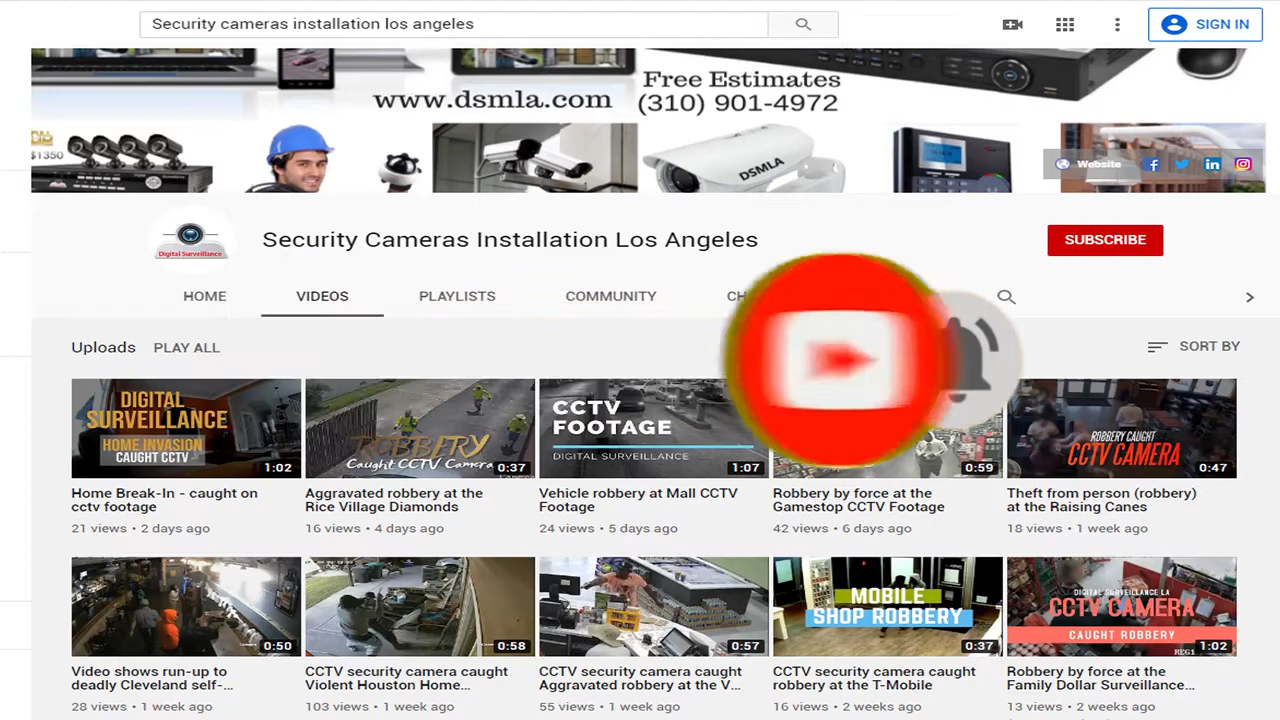 Security cameras installation los angeles
SIGN IN
Free Estimates
www.dsmla.com (310) 901-4972
$1350
DSMLA
Website
Digital Surveillance
Security Cameras Installation Los Angeles
SUBSCRIBE
HOME VIDEOS PLAYLISTS COMMUNITY CH
Uploads PLAY ALL SORT BY
DIGITAL
SURVEILLANCE
HOME INVASION
CAUGHT CCTV
1:02
ROBBERY
Caught CCTV Camera
0:37
CCTV
FOOTAGE
DIGITAL SURVEILLANCE
1:07
0:59
ROBBERY CAUGHT
CCTV CAMERA
0:47
Home Break-In - caught on
cctv footage
21 views • 2 days ago
Aggravated robbery at the
Rice Village Diamonds
16 views • 4 days ago
Vehicle robbery at Mall CCTV
Footage
24 views • 5 days ago
Robbery by force at the
Gamestop CCTV Footage
42 views • 6 days ago
Theft from person (robbery)
at the Raising Canes
18 views • 1 week ago
0:50
0:58
0:57
MOBILE
SHOP ROBBERY
0:37
DIGITAL SURVEILLANCE LA
CCTV CAMERA
CAUGHT ROBBERY
REG1
1:02
Video shows run-up to
deadly Cleveland self-...
28 views • 1 week ago
CCTV security camera caught
Violent Houston Home...
103 views • 1 week ago
CCTV security camera caught
Aggravated robbery at the V...
55 views • 1 week ago
CCTV security camera caught
robbery at the T-Mobile
16 views • 2 weeks ago
Robbery by force at the
Family Dollar Surveillance...
13 views • 2 weeks ago